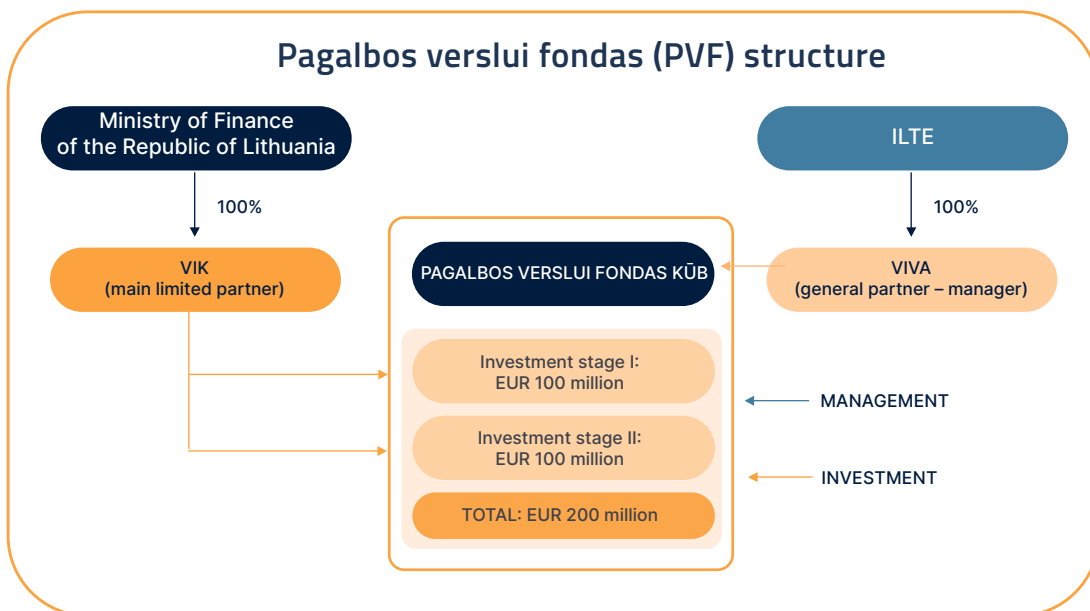 Pagalbos verslui fondas (PVF) structure
Ministry of Finance
of the Republic of Lithuania
ILTE
100%
100%
VIK
(main limited partner)
PAGALBOS VERSLUI FONDAS KŪB
VIVA
(general partner – manager)
Investment stage I:
EUR 100 million
MANAGEMENT
Investment stage II:
EUR 100 million
INVESTMENT
TOTAL: EUR 200 million